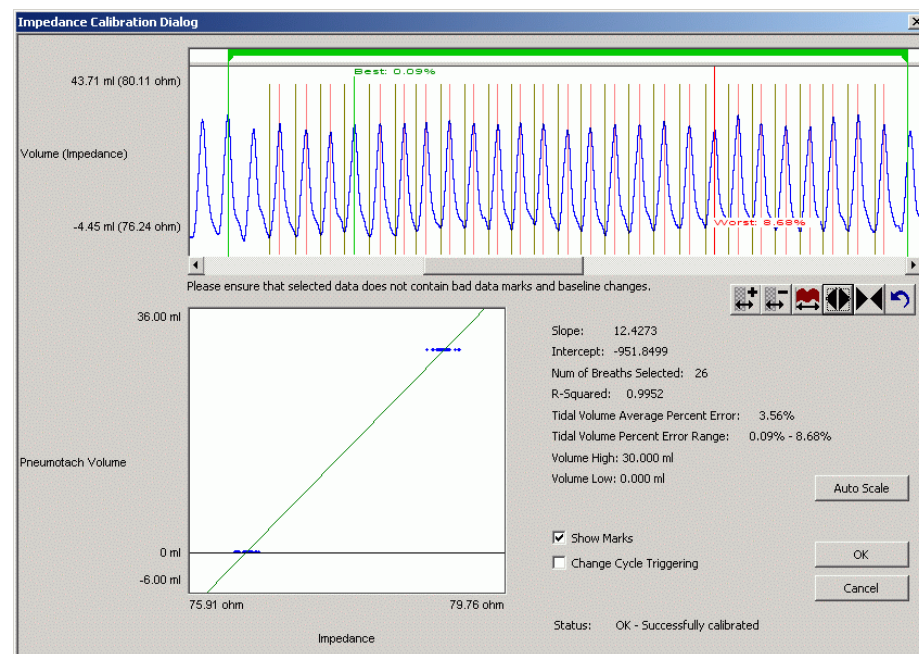 Impedance Calibration Dialog
Best: 0.09%
43.71 ml (80.11 ohm)
Volume (Impedance)
-4.45 ml (76.24 ohm)
Worst: 8.68%
Please ensure that selected data does not contain bad data marks and baseline changes.
36.00 ml
Pneumotach Volume
0 ml
-6.00 ml
75.91 ohm
79.76 ohm
Impedance
Slope: 12.4273
Intercept: -951.8499
Num of Breaths Selected: 26
R-Squared: 0.9952
Tidal Volume Average Percent Error: 3.56%
Tidal Volume Percent Error Range: 0.09% - 8.68%
Volume High: 30.000 ml
Volume Low: 0.000 ml
Auto Scale
Show Marks
Change Cycle Triggering
OK
Cancel
Status: OK - Successfully calibrated